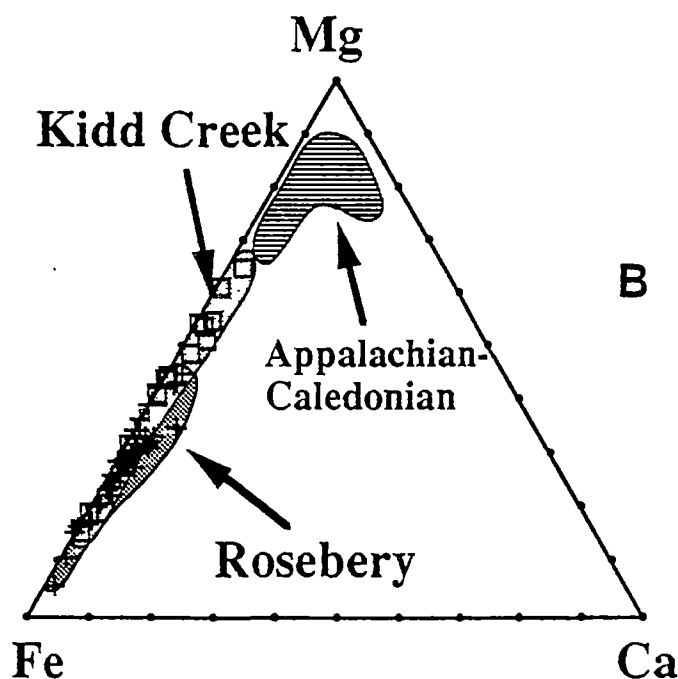 Mg
Kidd Creek
B
Appalachian-
Caledonian
Rosebery
Fe
Ca